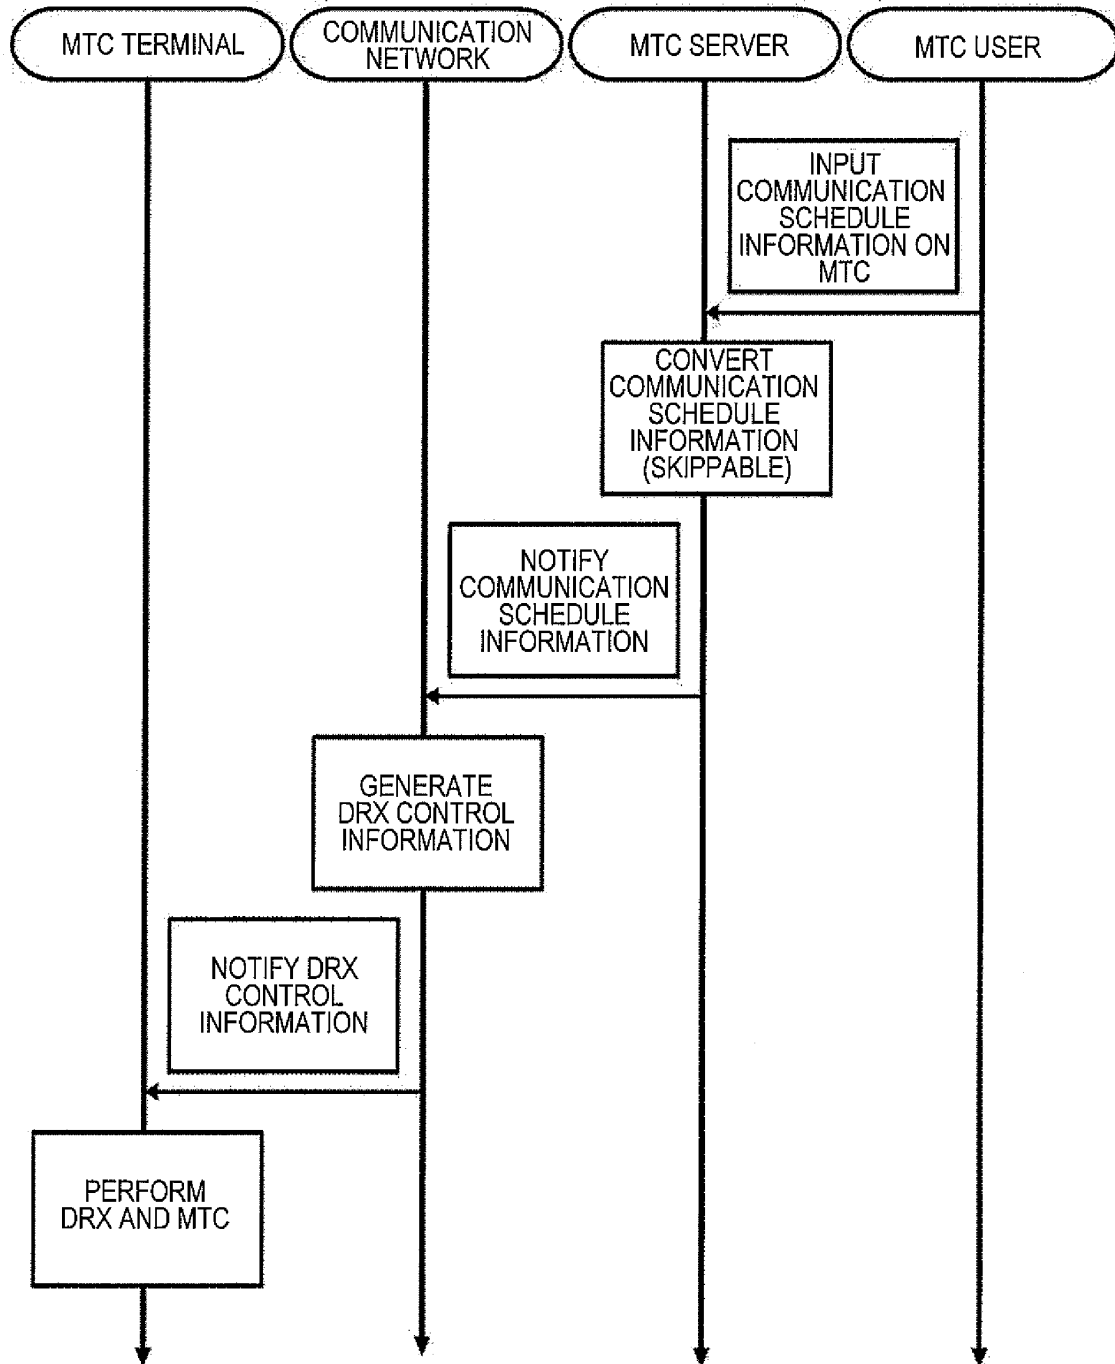 MTC TERMINAL
COMMUNICATION
NETWORK
MTC SERVER
MTC USER
INPUT
COMMUNICATION
SCHEDULE
INFORMATION ON
MTC
CONVERT
COMMUNICATION
SCHEDULE
INFORMATION
(SKIPPABLE)
NOTIFY
COMMUNICATION
SCHEDULE
INFORMATION
GENERATE
DRX CONTROL
INFORMATION
NOTIFY DRX
CONTROL
INFORMATION
PERFORM
DRX AND MTC